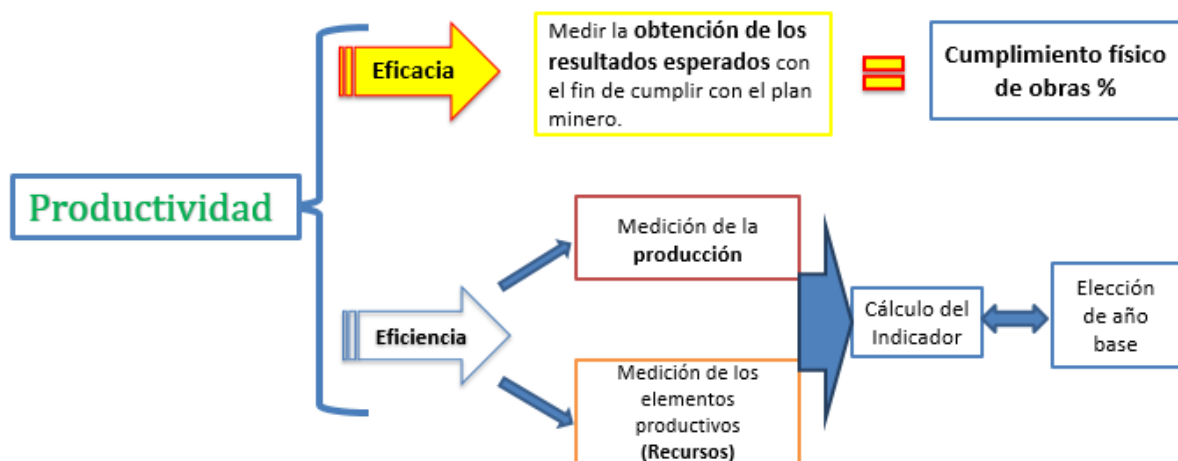 Productividad
Eficacia
Medir la obtención de los
resultados esperados con
el fin de cumplir con el plan
minero.
Cumplimiento físico
de obras %
Eficiencia
Medición de la
producción
Medición de los
elementos
productivos
(Recursos)
Cálculo del
Indicador
Elección
de año
base